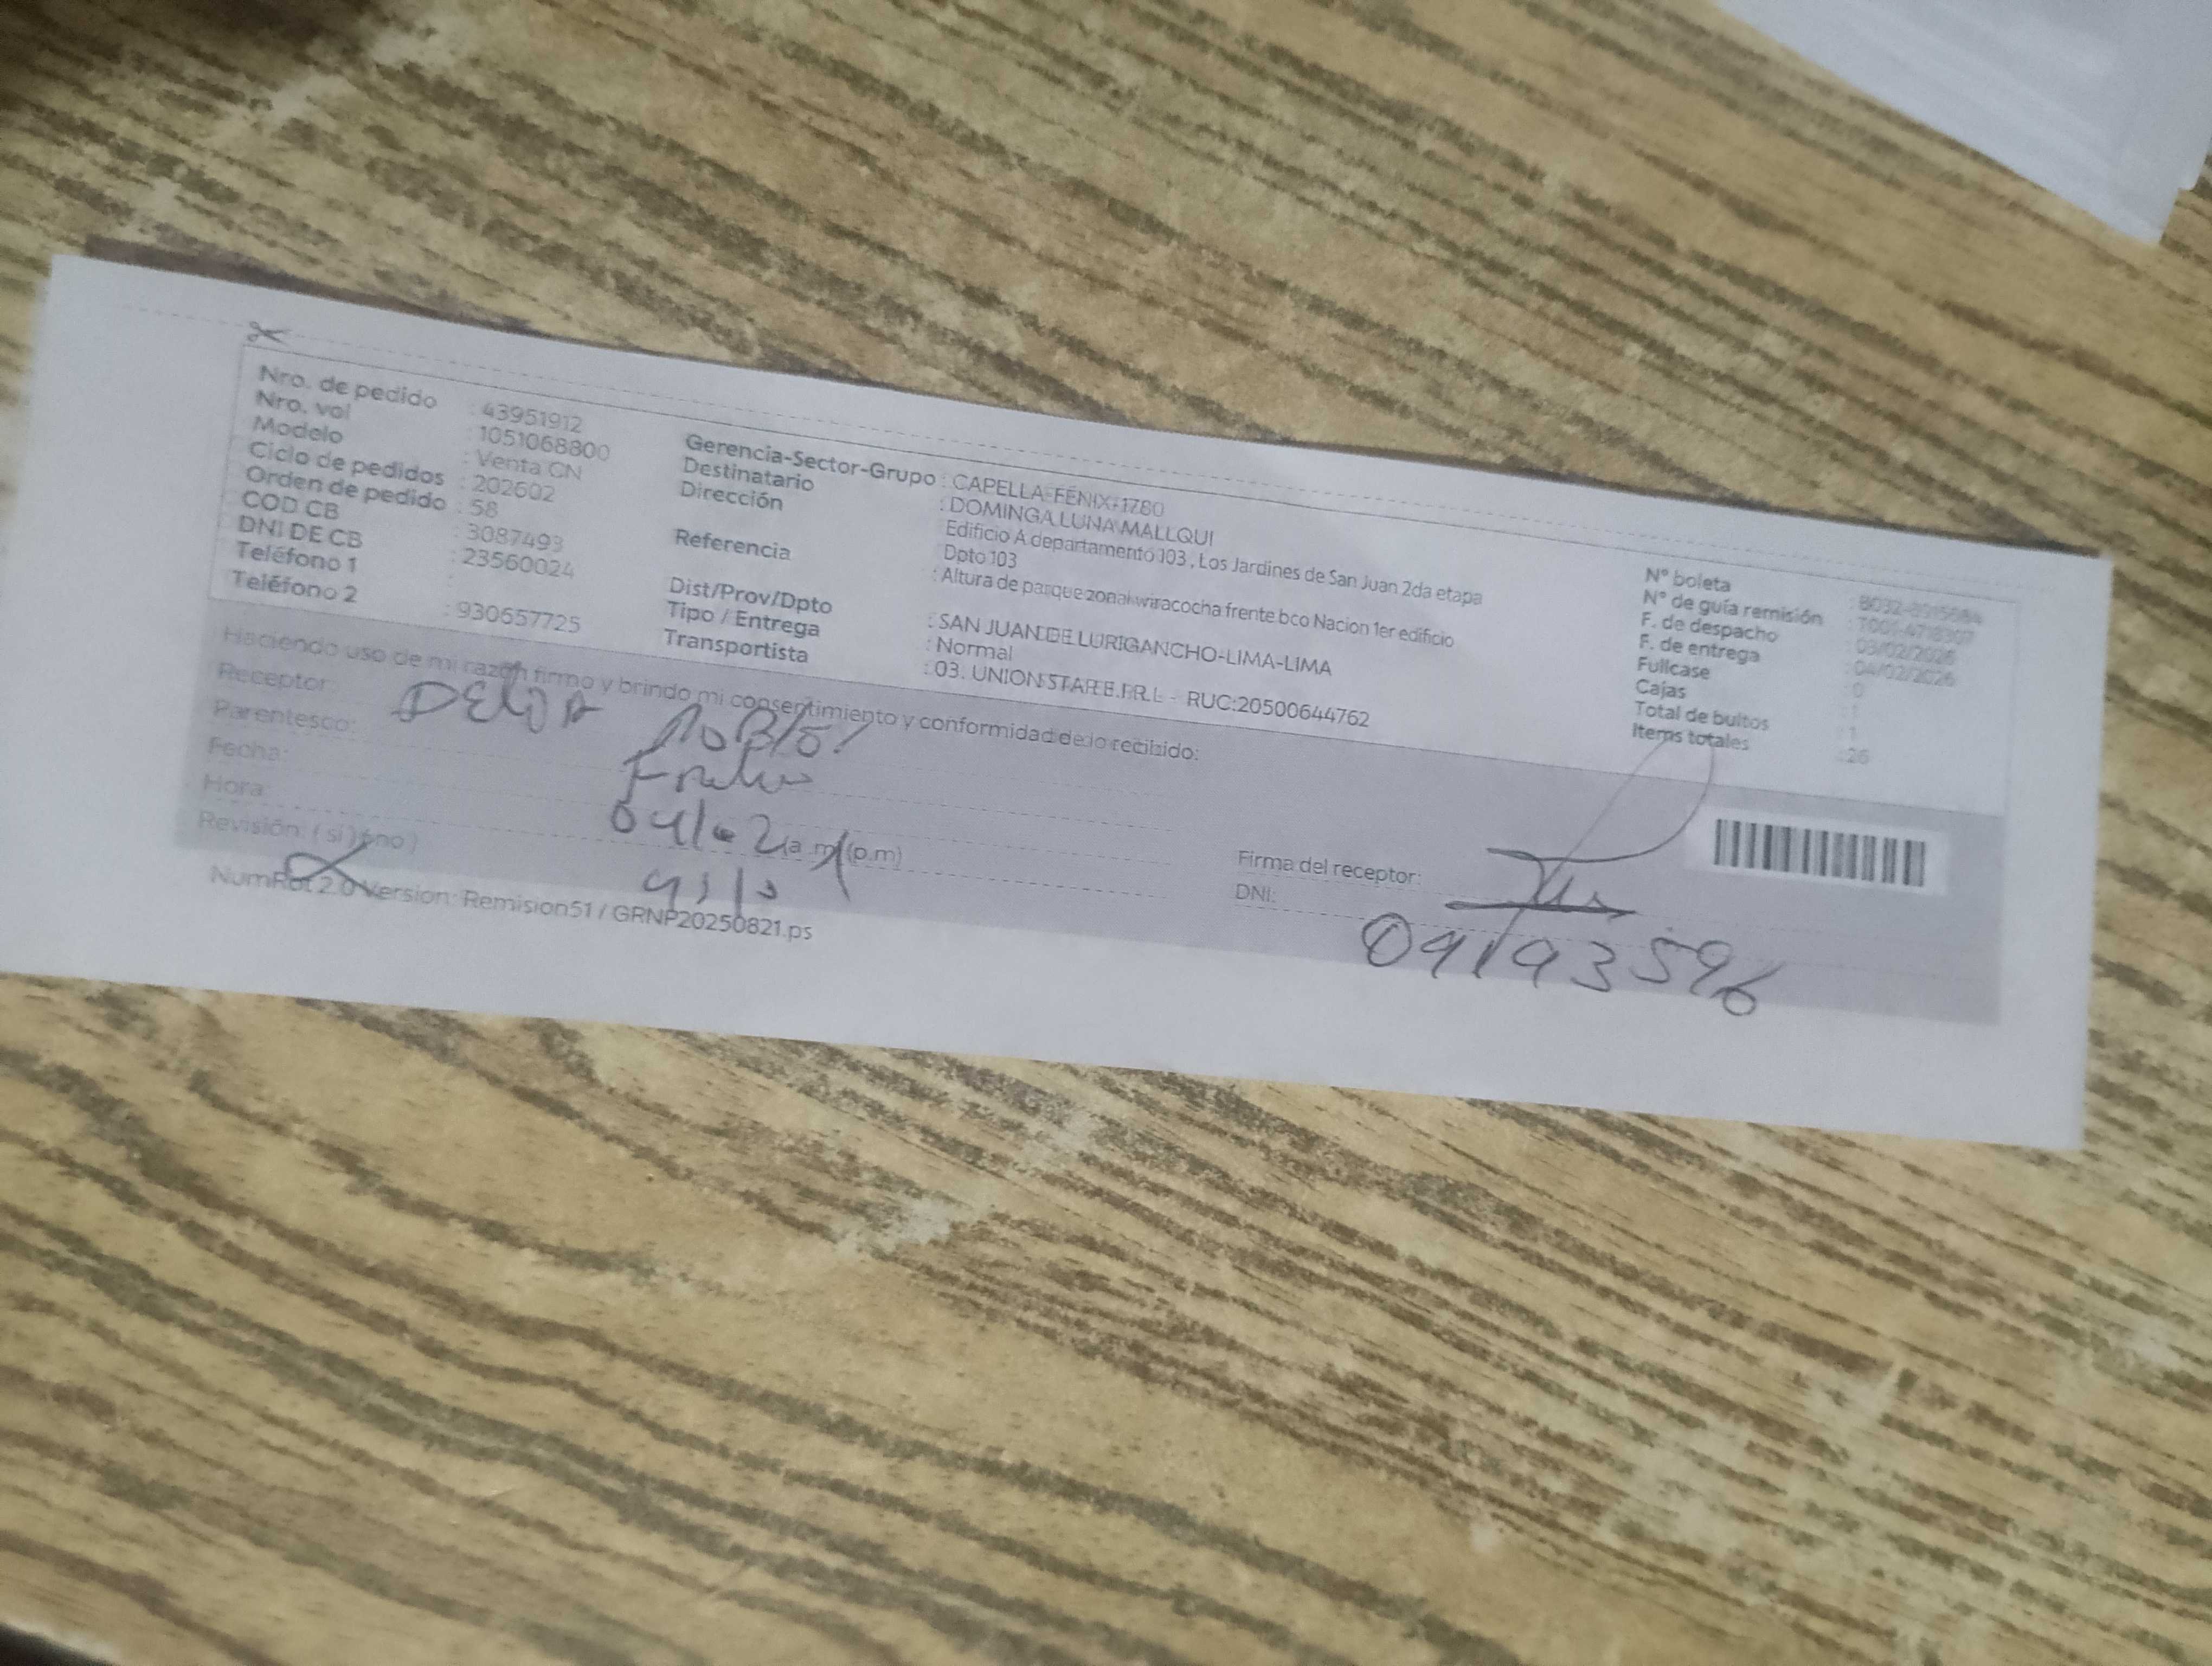 Nro. de pedido : 43951912
Nro. vol : 1051068800
Modelo : Venta CN
Ciclo de pedidos : 202602
Orden de pedido : 58
COD CB : 3087493
DNI DE CB : 23560024
Teléfono 1 :
Teléfono 2 : 930657725
Gerencia-Sector-Grupo : CAPELLA-FENIX-1780
Destinatario : DOMINGA LUNA MALLQUI
Dirección Edificio A departamento 103 , Los Jardines de San Juan 2da etapa
Dpto 103
Referencia : Altura de parque zonal wiracocha frente bco Nacion 1er edificio
Dist/Prov/Dpto : SAN JUAN DE LURIGANCHO-LIMA-LIMA
Tipo / Entrega : Normal
Transportista : 03. UNION STAR E.I.R.L - RUC:20500644762
N° boleta
N° de guía remisión
F. de despacho : 03/02/2026
F. de entrega : 04/02/2026
Fullcase : 0
Cajas : 1
Total de bultos : 1
Items totales : 26
Haciendo uso de mi razón firmo y brindo mi consentimiento y conformidad de lo recibido:
Receptor:
Parentesco:
Fecha: 04/02
Hora: (a.m) (p.m)
Revisión: ( si ) ( no )
Firma del receptor:
DNI: 09193596
NumRot 2.0 Version: Remision51 / GRNP20250821.ps